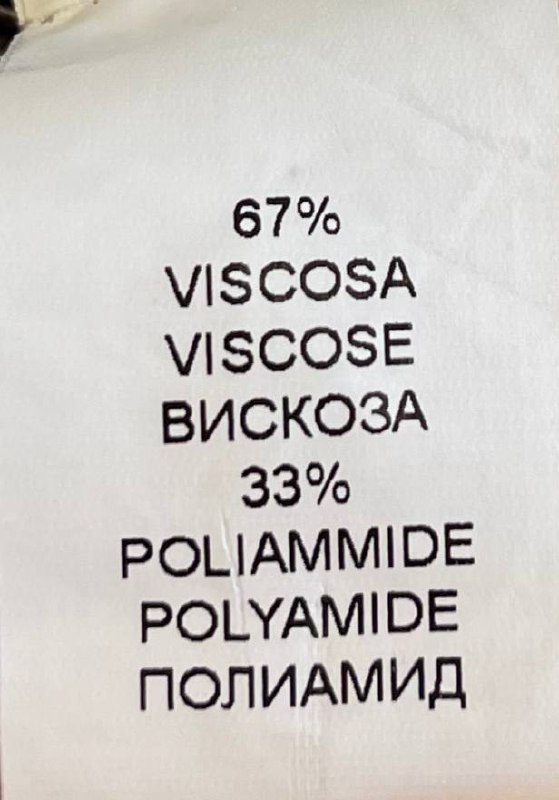 67%
VISCOSA
VISCOSE
ВИСКОЗА
33%
POLIAMMIDE
POLYAMIDE
ПОЛИАМИД